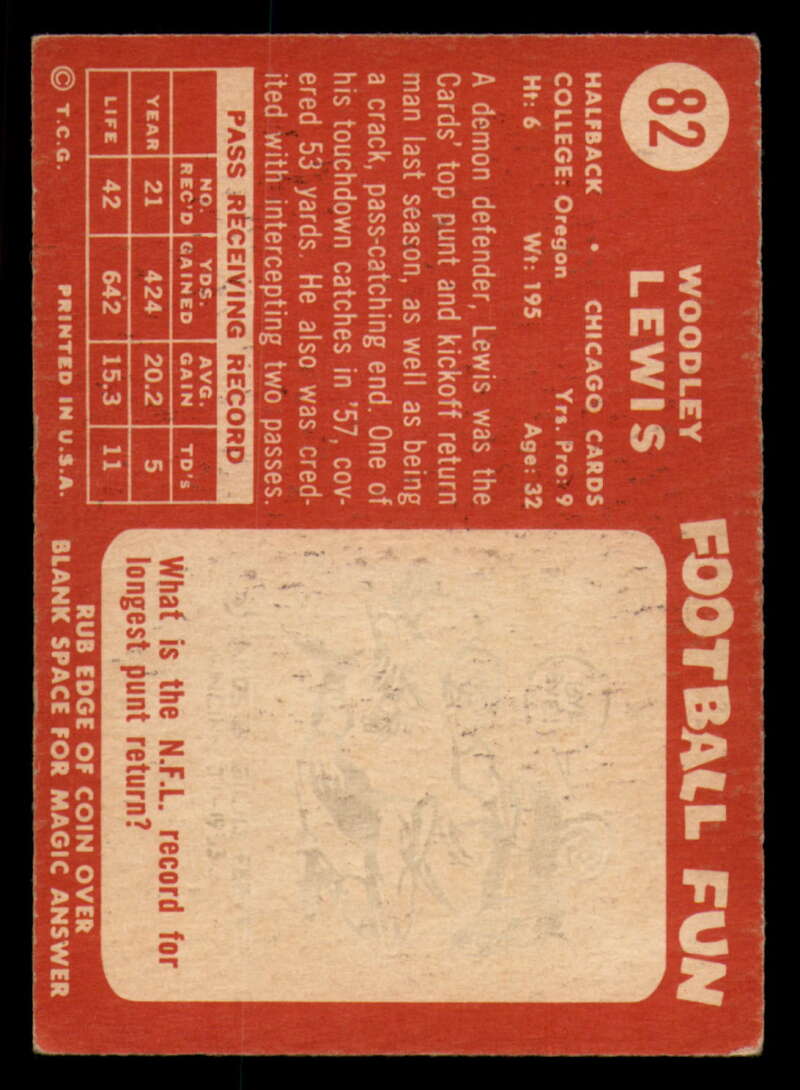 82
WOODLEY
LEWIS
HALFBACK • CHICAGO CARDS
COLLEGE: Oregon Yrs. Pro: 9
Ht: 6 Wt: 195 Age: 32
A demon defender, Lewis was the
Cards' top punt and kickoff return
man last season, as well as being
a crack, pass-catching end. One of
his touchdown catches in '57, cov-
ered 53 yards. He also was cred-
ited with intercepting two passes.
PASS RECEIVING RECORD
NO. REC'D YDS. GAINED AVG. GAIN TD's
YEAR 21 424 20.2 5
LIFE 42 642 15.3 11
© T.C.G. PRINTED IN U.S.A.
FOOTBALL FUN
What is the N.F.L. record for
longest punt return?
RUB EDGE OF COIN OVER
BLANK SPACE FOR MAGIC ANSWER